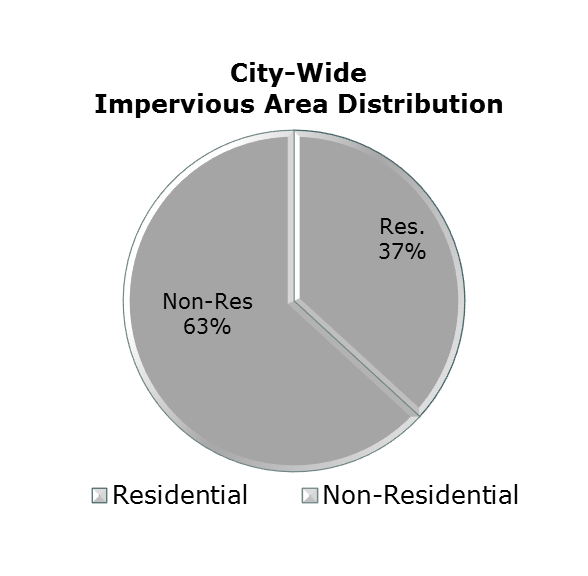 City-Wide
Impervious Area Distribution
Res.
37%
Non-Res
63%
Residential
Non-Residential